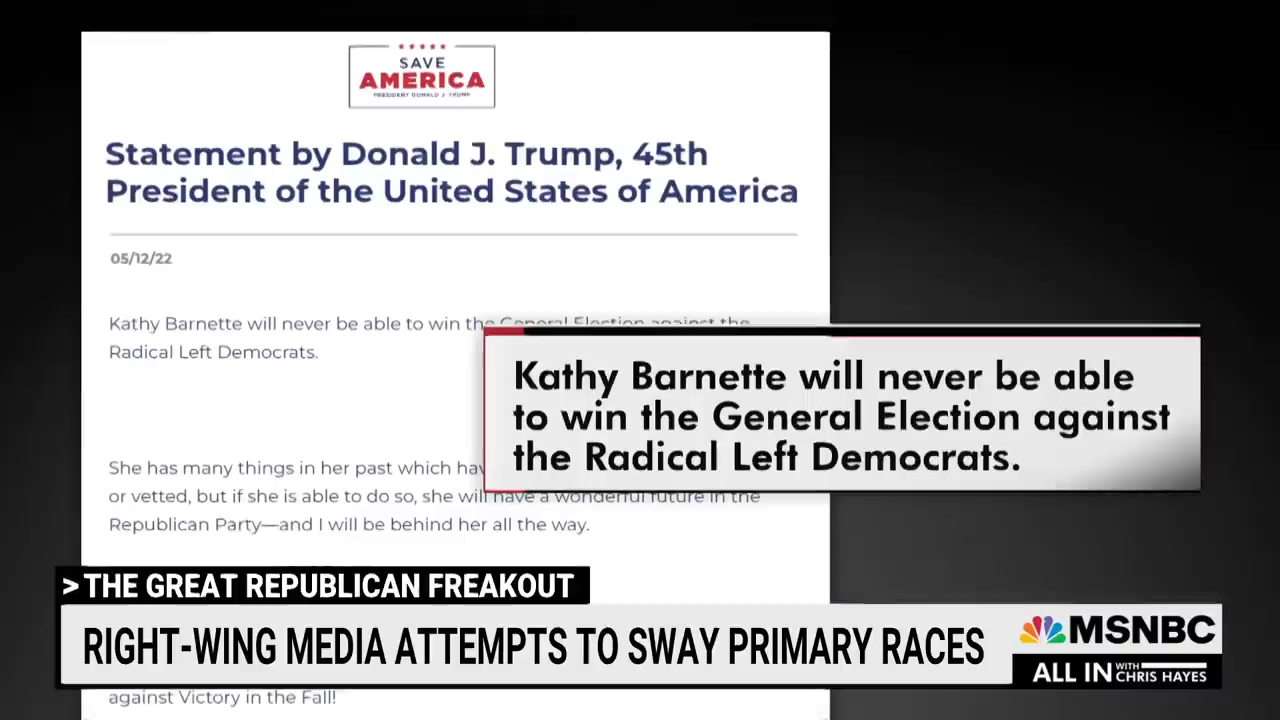 SAVE
AMERICA
PRESIDENT DONALD J. TRUMP
Statement by Donald J. Trump, 45th
President of the United States of America
05/12/22
Kathy Barnette will never be able to win the General Election against the
Radical Left Democrats.
Kathy Barnette will never be able
to win the General Election against
the Radical Left Democrats.
She has many things in her past which
or vetted, but if she is able to do so, she will have a wonderful future in the
Republican Party—and I will be behind her all the way.
> THE GREAT REPUBLICAN FREAKOUT
RIGHT-WING MEDIA ATTEMPTS TO SWAY PRIMARY RACES
MSNBC
ALL IN WITH CHRIS HAYES
against Victory in the Fall!